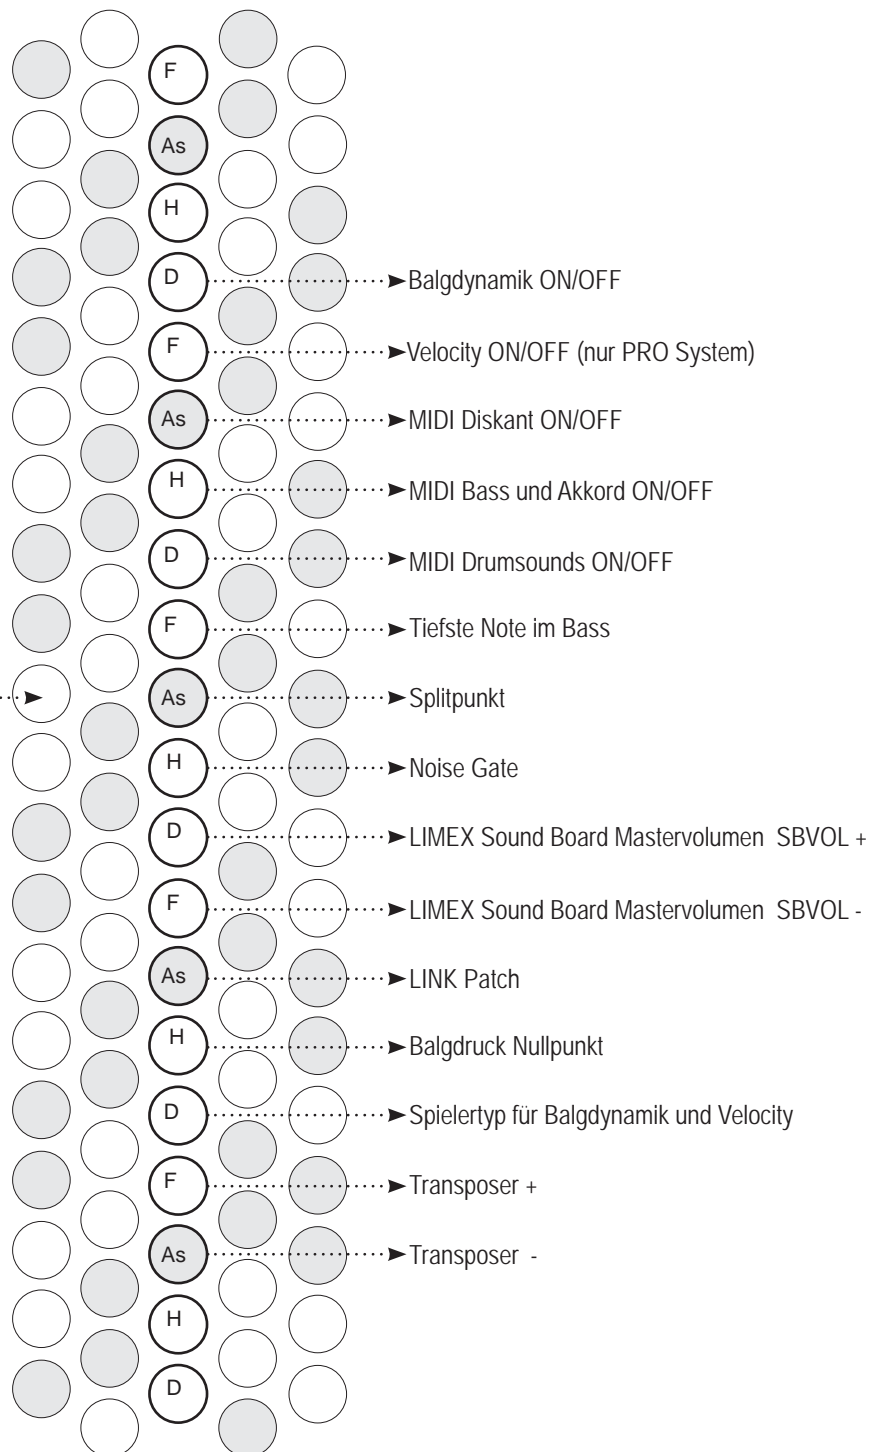 F
As
H
D Balgdynamik ON/OFF
F Velocity ON/OFF (nur PRO System)
As MIDI Diskant ON/OFF
H MIDI Bass und Akkord ON/OFF
D MIDI Drumsounds ON/OFF
F Tiefste Note im Bass
As Splitpunkt
H Noise Gate
D LIMEX Sound Board Mastervolumen SBVOL +
F LIMEX Sound Board Mastervolumen SBVOL -
As LINK Patch
H Balgdruck Nullpunkt
D Spielertyp für Balgdynamik und Velocity
F Transposer +
As Transposer -
H
D